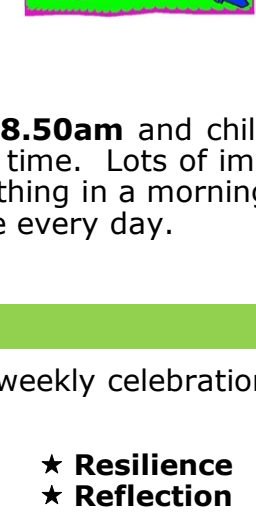 8.50am and chil
time. Lots of im
thing in a morning
e every day.
weekly celebration
★ Resilience
★ Reflection